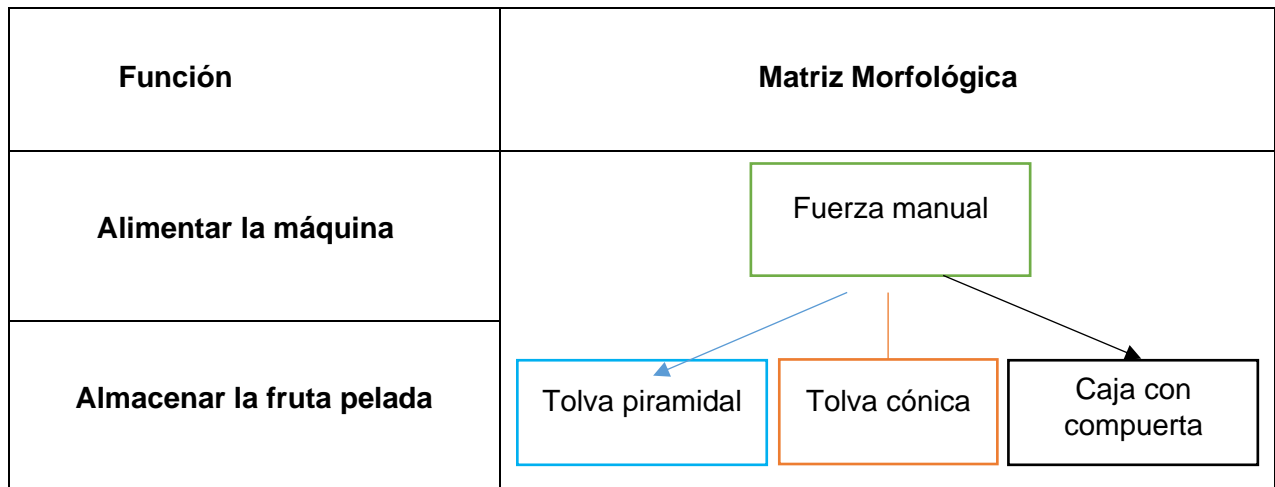 Función
Matriz Morfológica
Alimentar la máquina
Fuerza manual
Almacenar la fruta pelada
Tolva piramidal
Tolva cónica
Caja con
compuerta